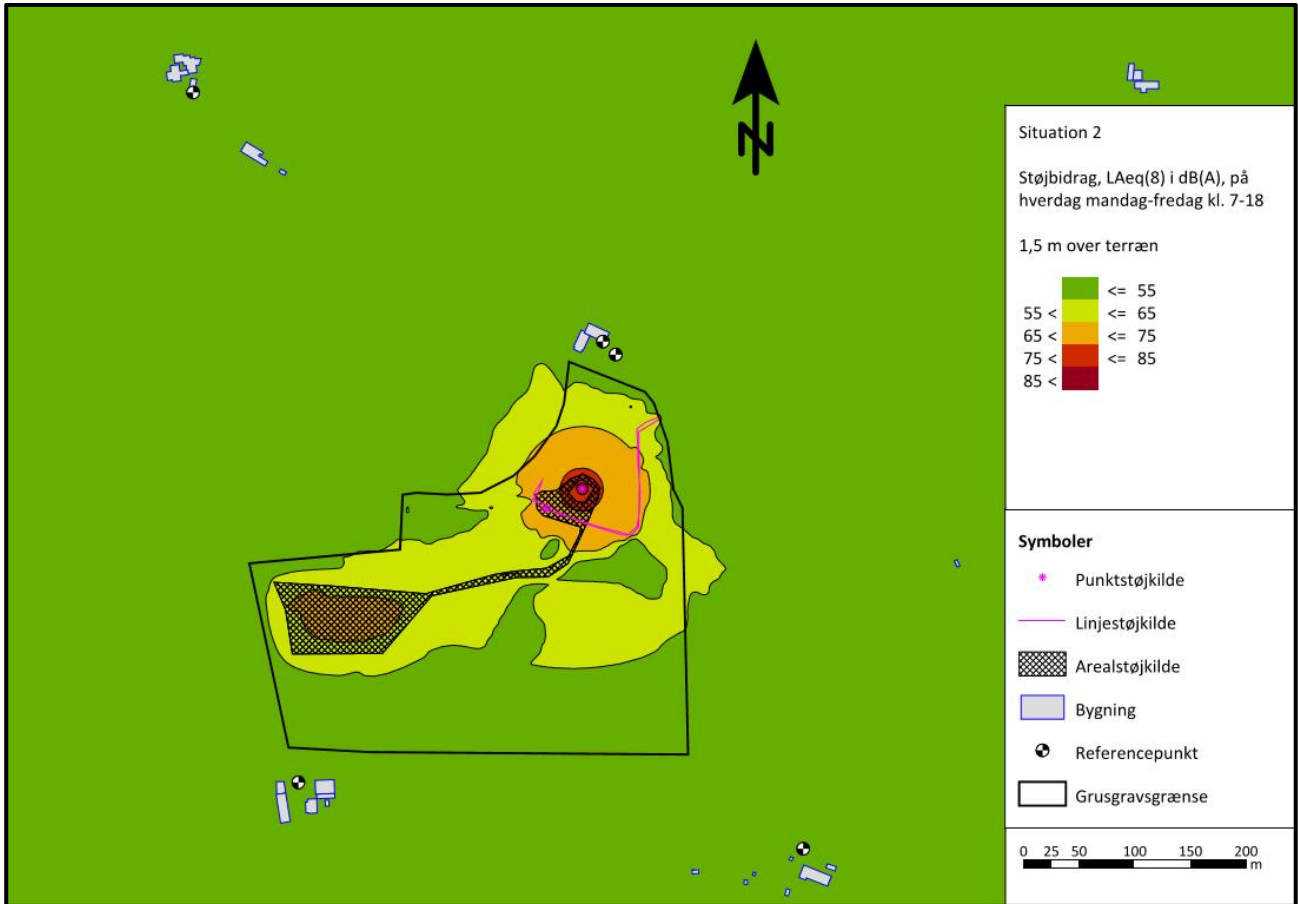 N
Situation 2
Støjbidrag, LAeq(8) i dB(A), på
hverdag mandag-fredag kl. 7-18
1,5 m over terræn
<= 55
55 < <= 65
65 < <= 75
75 < <= 85
85 <
Symboler
Punktstøjkilde
Linjestøjkilde
Arealstøjkilde
Bygning
Referencepunkt
Grusgravsgrænse
0 25 50 100 150 200
m